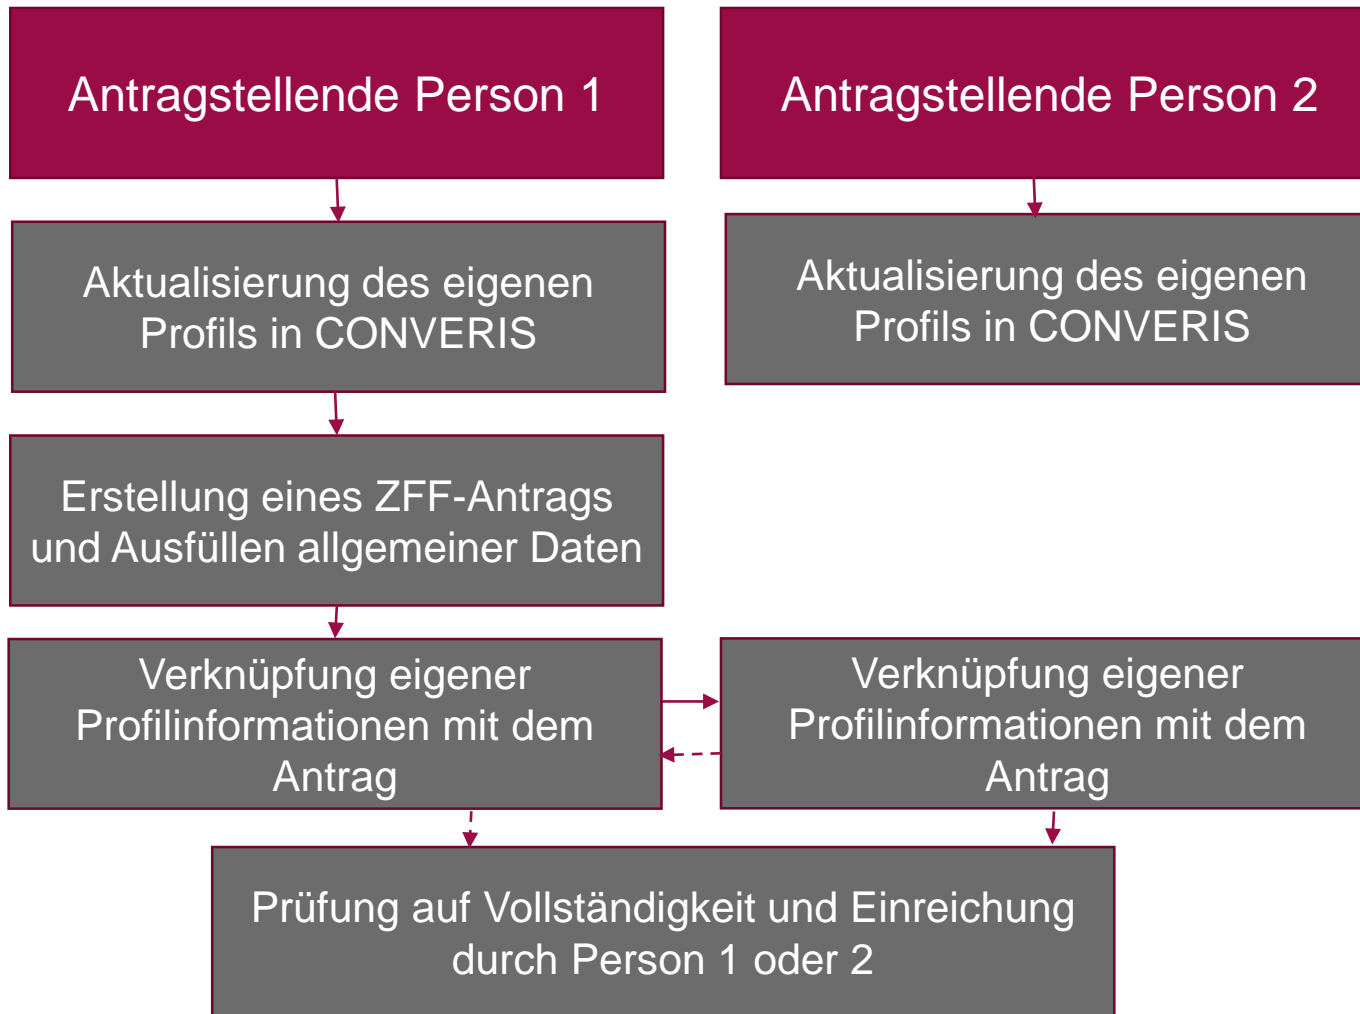 Antragstellende Person 1
Antragstellende Person 2
Aktualisierung des eigenen
Profils in CONVERIS
Aktualisierung des eigenen
Profils in CONVERIS
Erstellung eines ZFF-Antrags
und Ausfüllen allgemeiner Daten
Verknüpfung eigener
Profilinformationen mit dem
Antrag
Verknüpfung eigener
Profilinformationen mit dem
Antrag
Prüfung auf Vollständigkeit und Einreichung
durch Person 1 oder 2